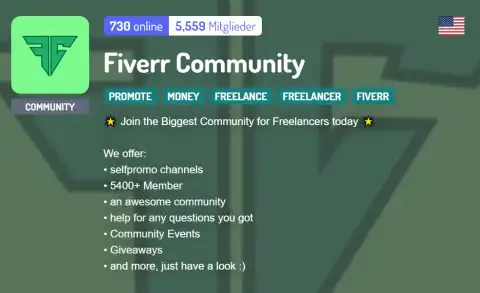 730 online 5,559 Mitglieder
Fiverr Community
COMMUNITY
PROMOTE MONEY FREELANCE FREELANCER FIVERR
Join the Biggest Community for Freelancers today
We offer:
• selfpromo channels
• 5400+ Member
• an awesome community
• help for any questions you got
• Community Events
• Giveaways
• and more, just have a look :)